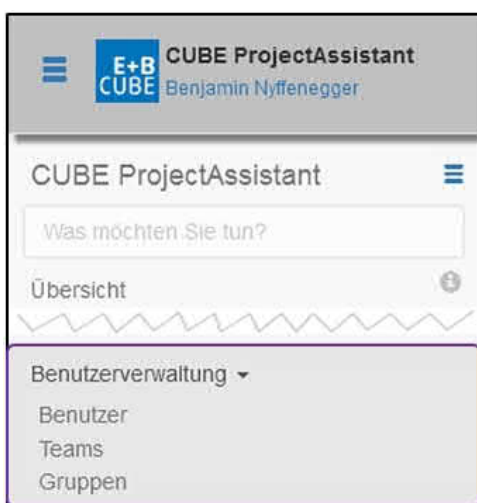 E+B
CUBE
CUBE ProjectAssistant
Benjamin Nyffenegger
CUBE ProjectAssistant
Was möchten Sie tun?
Übersicht
Benutzerverwaltung
Benutzer
Teams
Gruppen